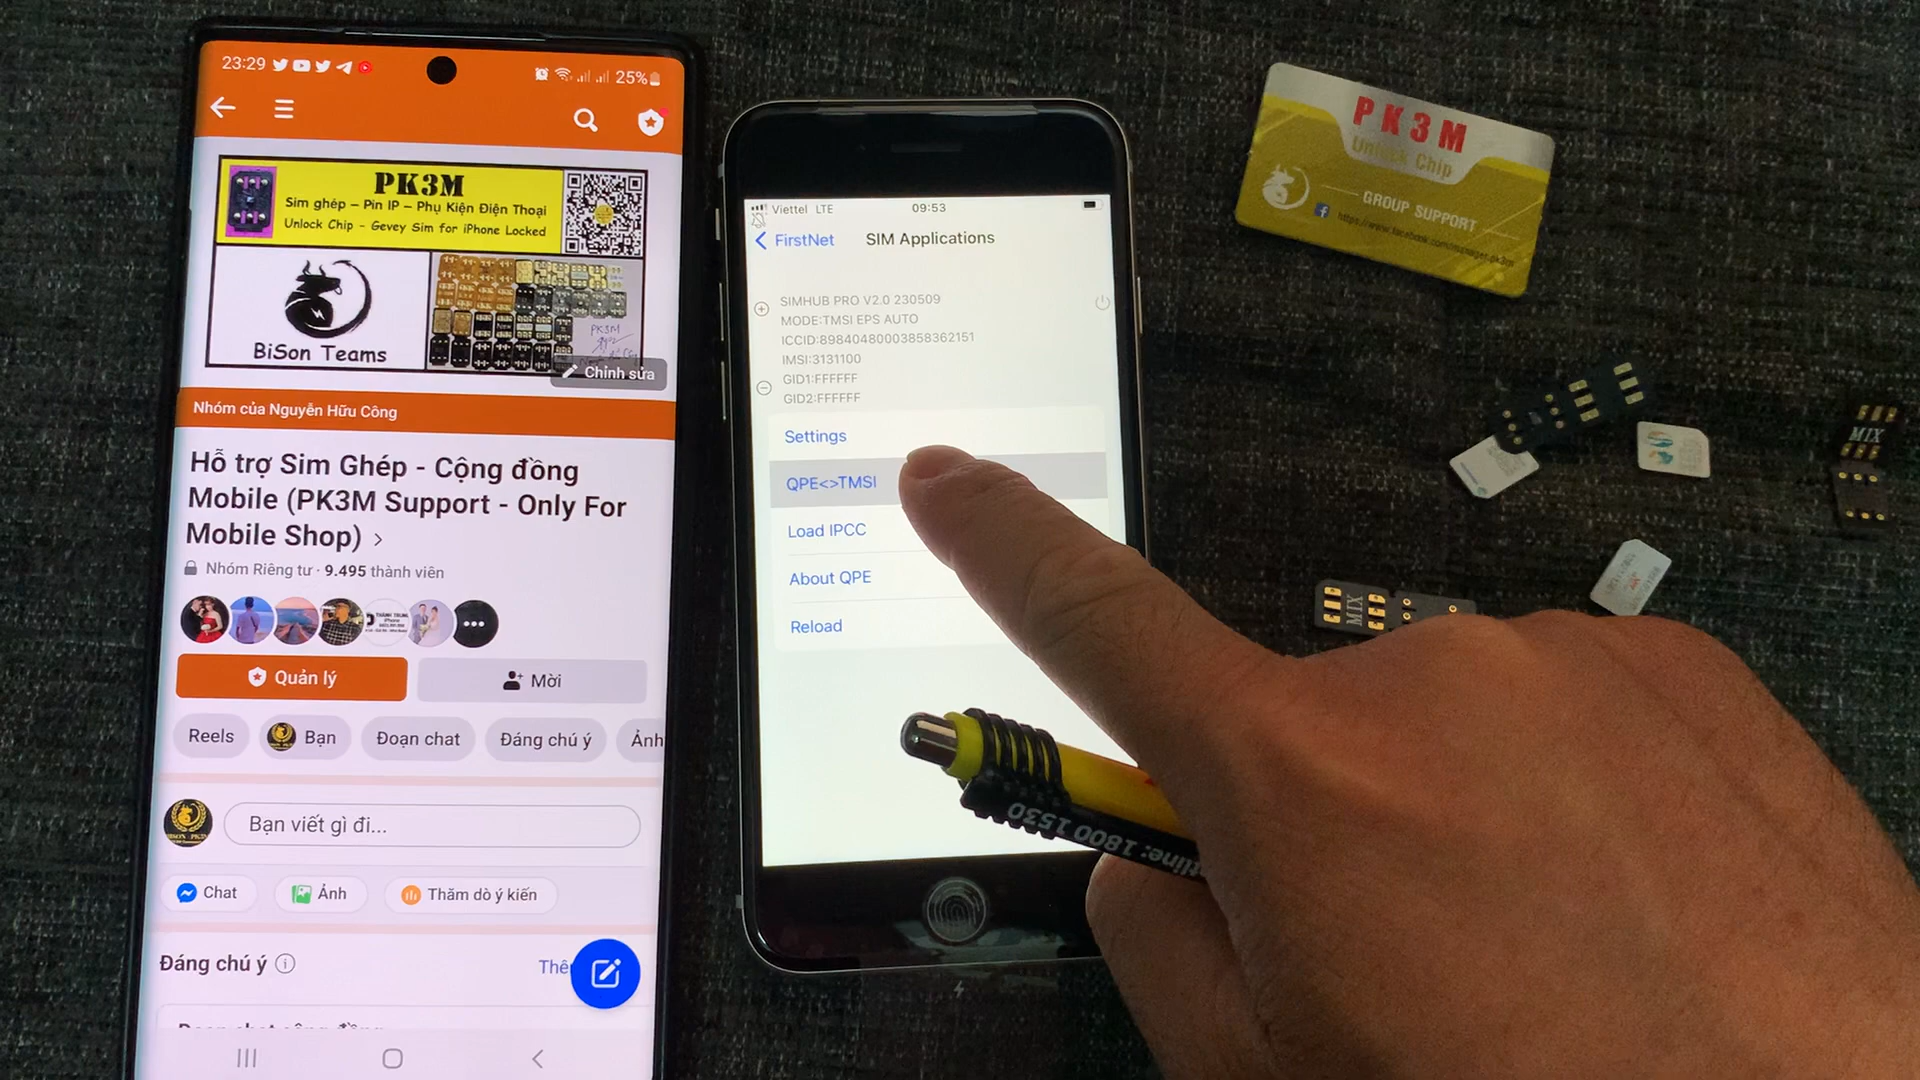 23:29
25%
PK3M
Sim ghép – Pin IP – Phụ Kiện Điện Thoại
Unlock Chip - Gevey Sim for iPhone Locked
BiSon Teams
PK3M
Chỉnh sửa
Nhóm của Nguyễn Hữu Công
Hỗ trợ Sim Ghép - Cộng đồng
Mobile (PK3M Support - Only For
Mobile Shop) >
Nhóm Riêng tư · 9.495 thành viên
Quản lý
Mời
Reels
Bạn
Đoạn chat
Đáng chú ý
Ảnh
Bạn viết gì đi...
Chat
Ảnh
Thăm dò ý kiến
Đáng chú ý
Thê
Viettel LTE
09:53
FirstNet
SIM Applications
SIMHUB PRO V2.0 230509
MODE:TMSI EPS AUTO
ICCID:89840480003858362151
IMSI:3131100
GID1:FFFFFF
GID2:FFFFFF
Settings
QPE<>TMSI
Load IPCC
About QPE
Reload
PK3M
Unlock Chip
GROUP SUPPORT
MIX
MIX
tline: 1800 1530